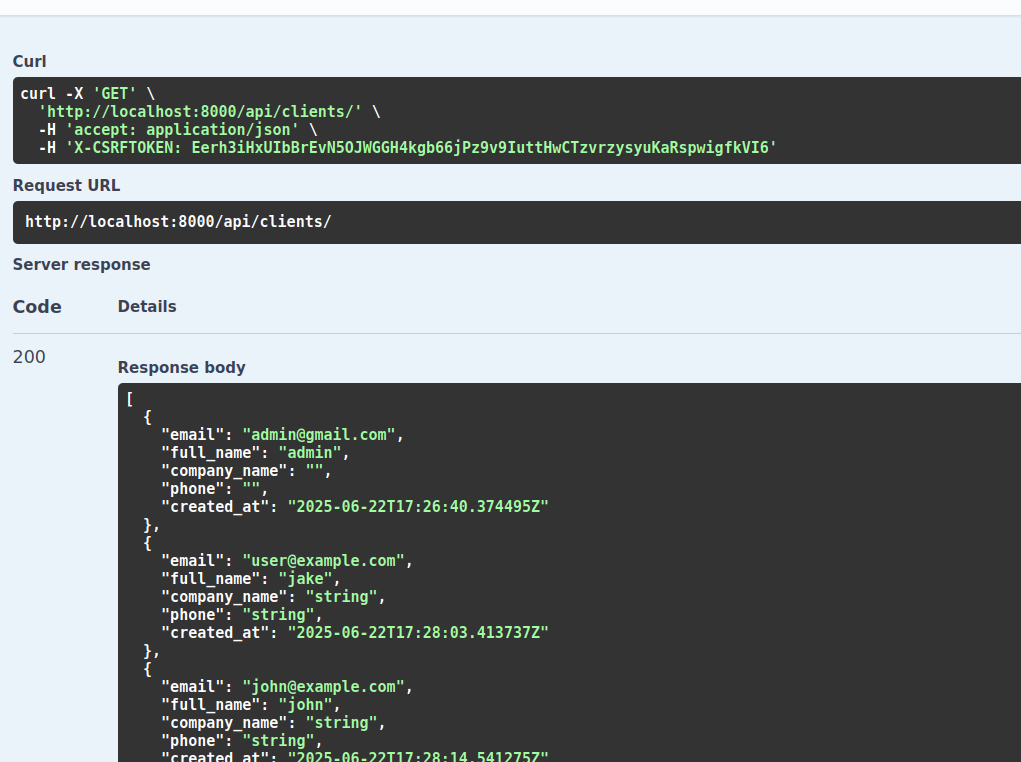 Curl
curl -X 'GET' \
'http://localhost:8000/api/clients/' \
-H 'accept: application/json' \
-H 'X-CSRFTOKEN: Eerh3iHxUIbBrEvN5OJWGGH4kgb66jPz9v9IuttHwCTzvrzysyuKaRspwigfkVI6'
Request URL
http://localhost:8000/api/clients/
Server response
Code Details
200
Response body
[
{
"email": "admin@gmail.com",
"full_name": "admin",
"company_name": "",
"phone": "",
"created_at": "2025-06-22T17:26:40.374495Z"
},
{
"email": "user@example.com",
"full_name": "jake",
"company_name": "string",
"phone": "string",
"created_at": "2025-06-22T17:28:03.413737Z"
},
{
"email": "john@example.com",
"full_name": "john",
"company_name": "string",
"phone": "string",
"created_at": "2025-06-22T17:28:14.541275Z"